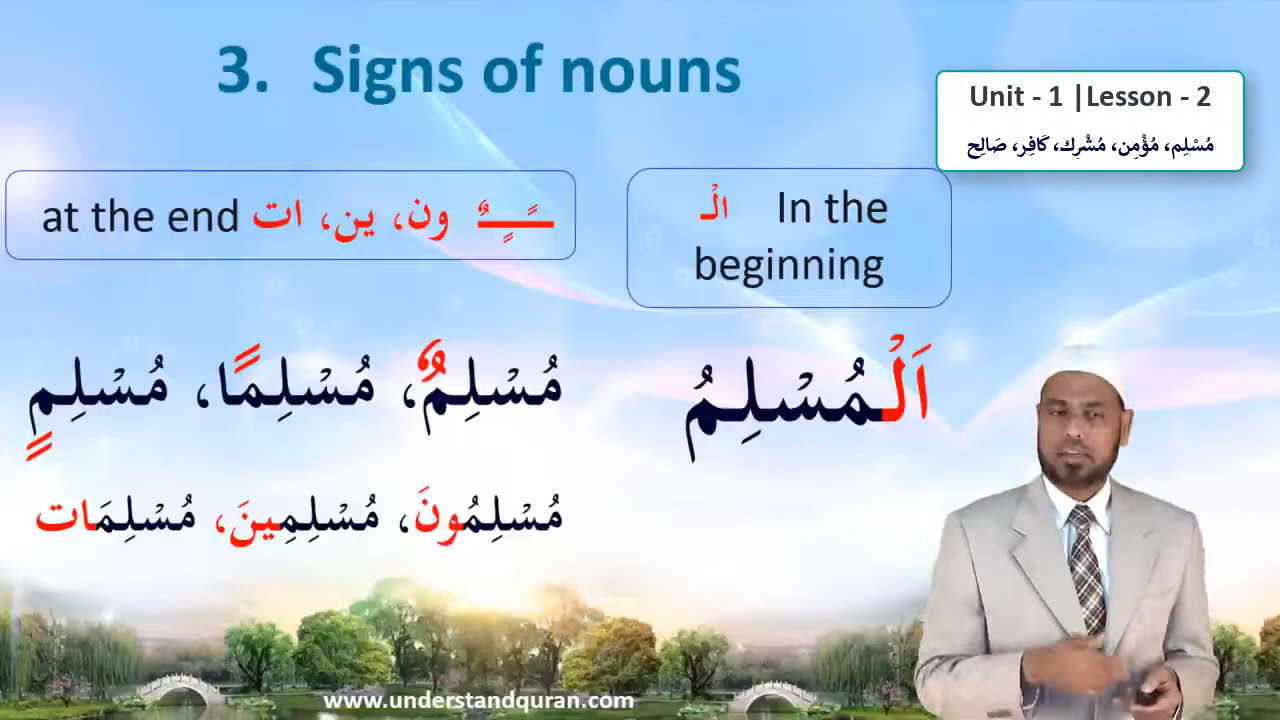 3. Signs of nouns
Unit - 1 |Lesson - 2
مُسْلِم، مُؤْمِن، مُشْرِك، كَافِر، صَالِح
الْـ In the
beginning
ـًـٍـٌ ون، ين، ات at the end
اَلْمُسْلِمُ
مُسْلِمٌ، مُسْلِمًا، مُسْلِمٍ
مُسْلِمُونَ، مُسْلِمِينَ، مُسْلِمَات
www.understandquran.com